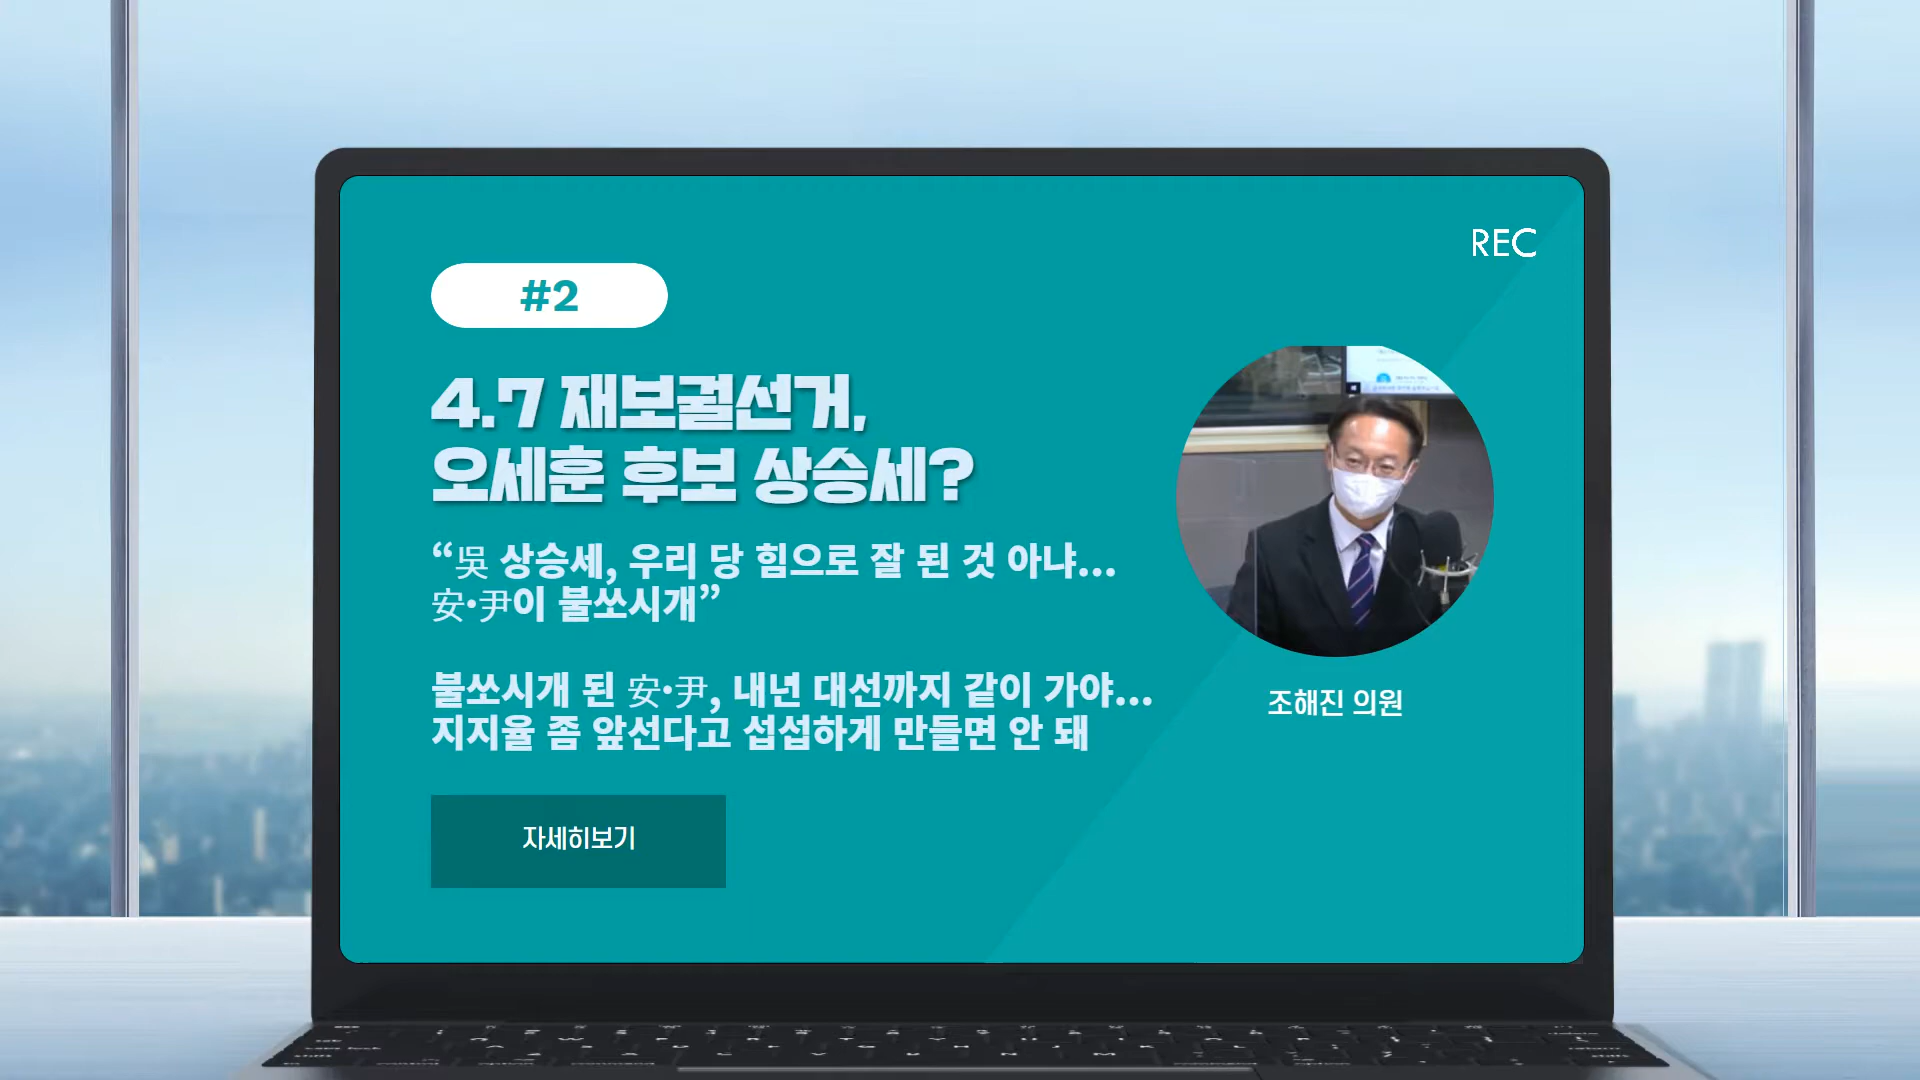 REC
#2
4.7 재보궐선거,
오세훈 후보 상승세?
“吳 상승세, 우리 당 힘으로 잘 된 것 아냐...
安·尹이 불쏘시개”
불쏘시개 된 安·尹, 내년 대선까지 같이 가야...
지지율 좀 앞선다고 섭섭하게 만들면 안 돼
조해진 의원
자세히보기